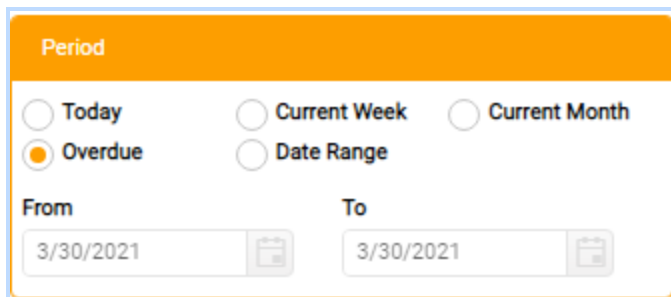 Period
Today Current Week Current Month
Overdue Date Range
From To
3/30/2021 3/30/2021